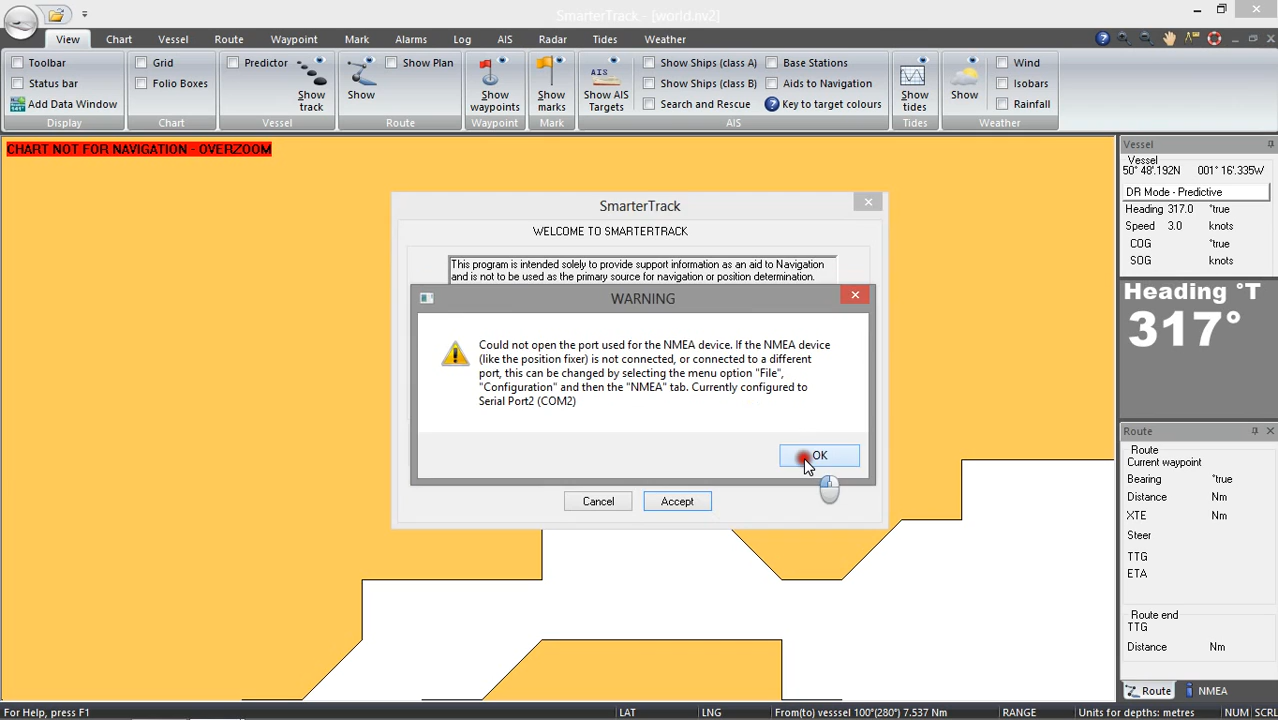 SmarterTrack - [world.nv2]
View Chart Vessel Route Waypoint Mark Alarms Log AIS Radar Tides Weather
Toolbar
Status bar
Add Data Window
Display
Grid
Folio Boxes
Chart
Predictor
Show
track
Vessel
Show
Show Plan
Route
Show
waypoints
Waypoint
Show
marks
Mark
AIS
Show AIS
Targets
Show Ships (class A)
Show Ships (class B)
Search and Rescue
Base Stations
Aids to Navigation
Key to target colours
AIS
Show
tides
Tides
Show
Wind
Isobars
Rainfall
Weather
CHART NOT FOR NAVIGATION - OVERZOOM
SmarterTrack
WELCOME TO SMARTERTRACK
This program is intended solely to provide support information as an aid to Navigation
and is not to be used as the primary source for navigation or position determination.
WARNING
Could not open the port used for the NMEA device. If the NMEA device
(like the position fixer) is not connected, or connected to a different
port, this can be changed by selecting the menu option "File",
"Configuration" and then the "NMEA" tab. Currently configured to
Serial Port2 (COM2)
OK
Cancel Accept
Vessel
Vessel
50° 48'.192N 001° 16'.335W
DR Mode - Predictive
Heading 317.0 °true
Speed 3.0 knots
COG °true
SOG knots
Heading °T
317°
Route
Route
Current waypoint
Bearing °true
Distance Nm
XTE Nm
Steer
TTG
ETA
Route end
TTG
Distance Nm
Route NMEA
For Help, press F1 LAT LNG From(to) vesssel 100°(280°) 7.537 Nm RANGE Units for depths: metres NUM SCRL